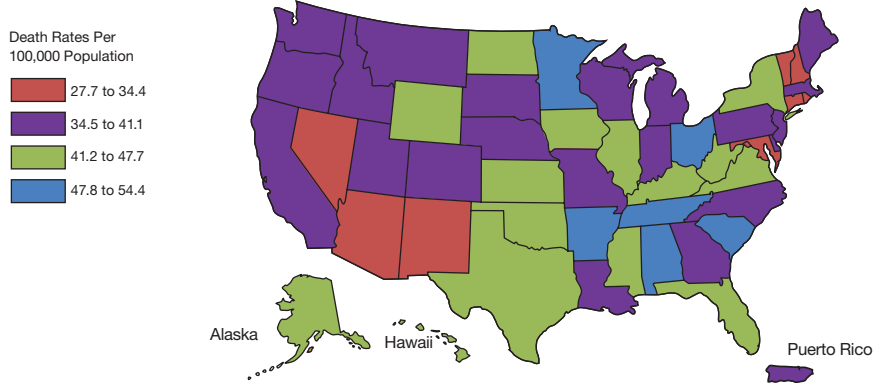 Death Rates Per
100,000 Population
27.7 to 34.4
34.5 to 41.1
41.2 to 47.7
47.8 to 54.4
Alaska
Hawaii
Puerto Rico